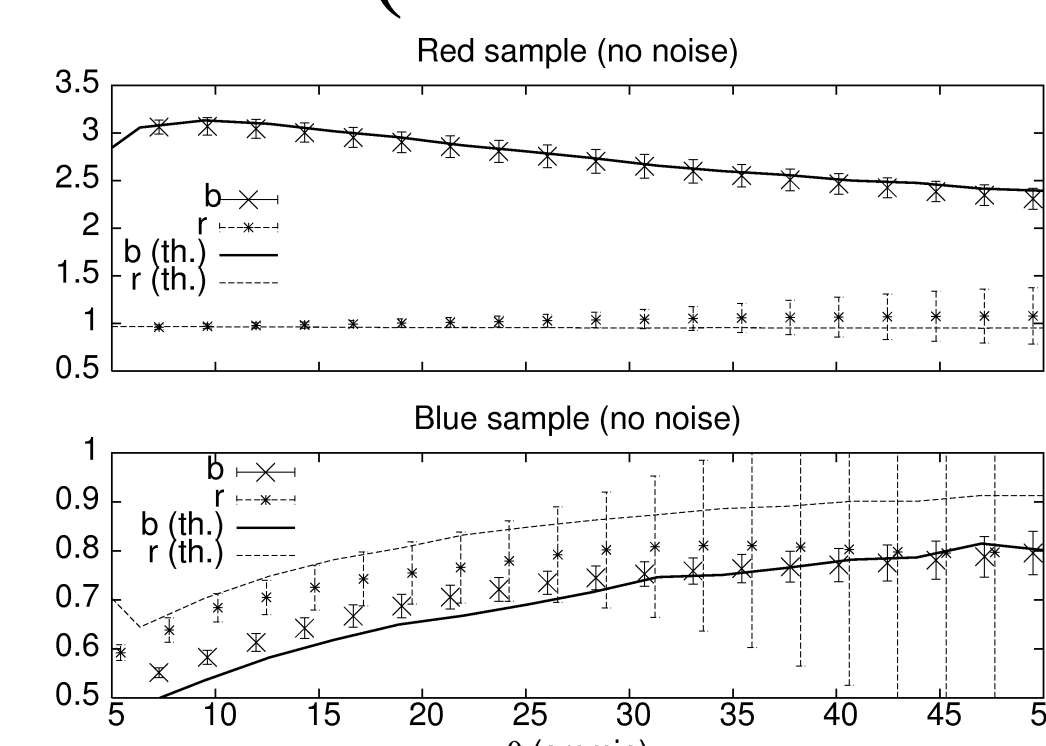 Red sample (no noise)
3.5
3
2.5
2
1.5
1
0.5
b
r
b (th.)
r (th.)
Blue sample (no noise)
1
0.9
0.8
0.7
0.6
0.5
b
r
b (th.)
r (th.)
5 10 15 20 25 30 35 40 45 5